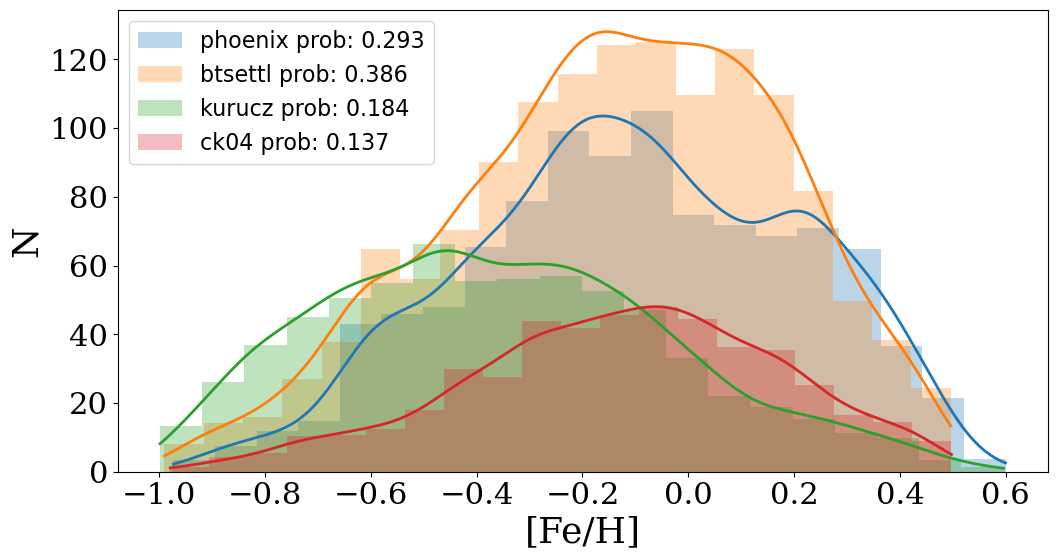 phoenix prob: 0.293
btsettl prob: 0.386
kurucz prob: 0.184
ck04 prob: 0.137
120
100
80
60
40
20
0
N
−1.0 −0.8 −0.6 −0.4 −0.2 0.0 0.2 0.4 0.6
[Fe/H]